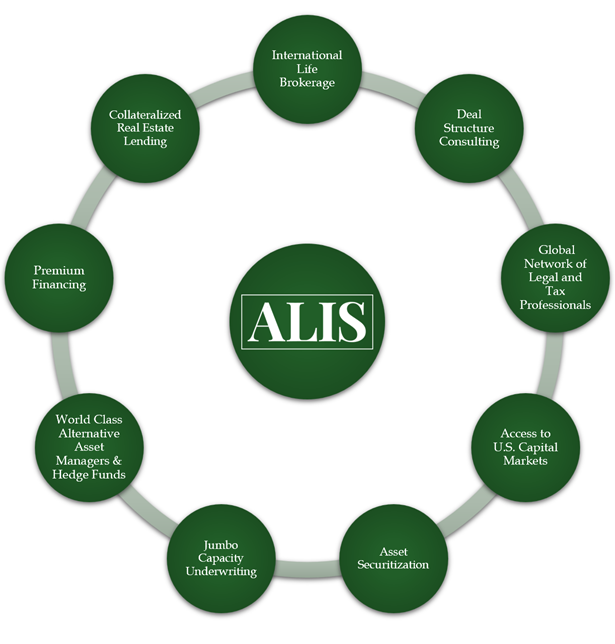 International
Life
Brokerage
Deal
Structure
Consulting
Global
Network of
Legal and
Tax
Professionals
Access to
U.S. Capital
Markets
Asset
Securitization
Jumbo
Capacity
Underwriting
World Class
Alternative
Asset
Managers &
Hedge Funds
Premium
Financing
Collateralized
Real Estate
Lending
ALIS